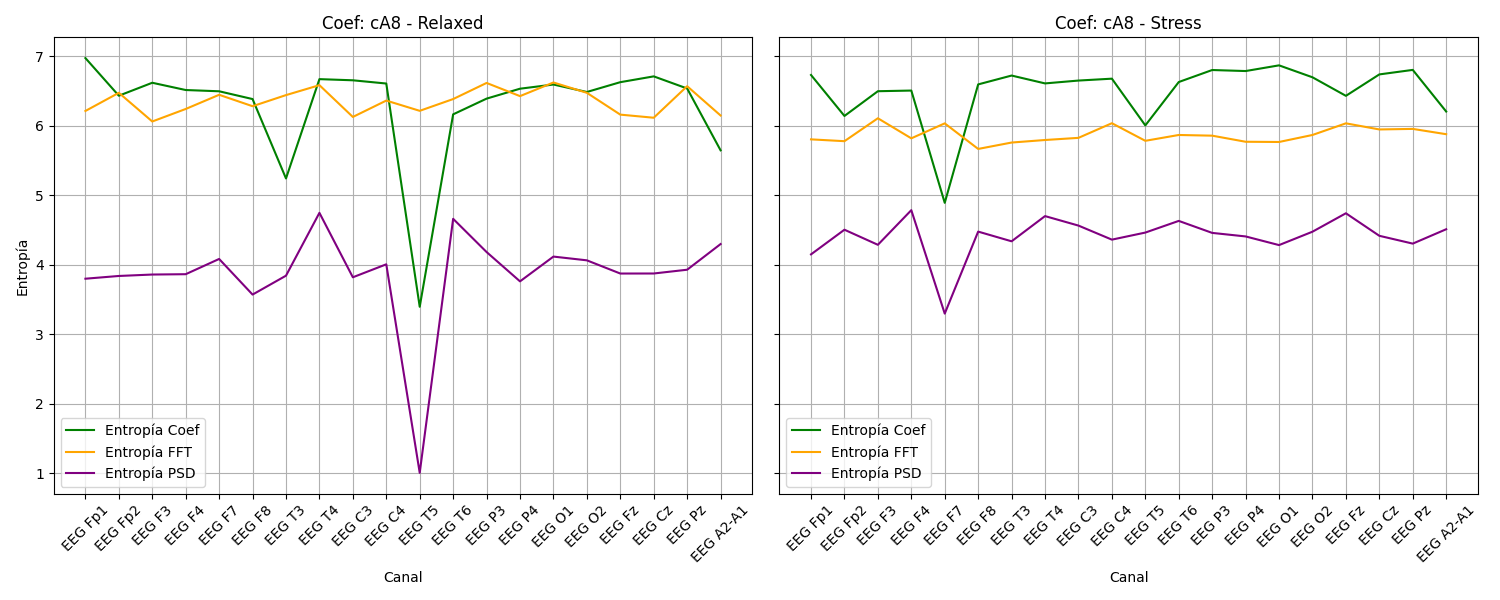 Coef: cA8 - Relaxed
Entropía
7
6
5
4
3
2
1
Entropía Coef
Entropía FFT
Entropía PSD
EEG Fp1
EEG Fp2
EEG F3
EEG F4
EEG F7
EEG F8
EEG T3
EEG T4
EEG C3
EEG C4
EEG T5
EEG T6
EEG P3
EEG P4
EEG O1
EEG O2
EEG Fz
EEG Cz
EEG Pz
EEG A2-A1
Canal
Coef: cA8 - Stress
Entropía Coef
Entropía FFT
Entropía PSD
EEG Fp1
EEG Fp2
EEG F3
EEG F4
EEG F7
EEG F8
EEG T3
EEG T4
EEG C3
EEG C4
EEG T5
EEG T6
EEG P3
EEG P4
EEG O1
EEG O2
EEG Fz
EEG Cz
EEG Pz
EEG A2-A1
Canal